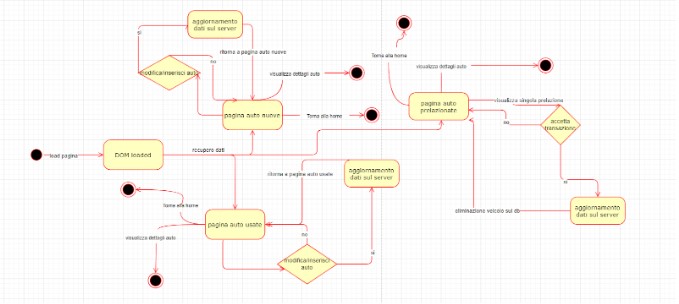 aggiornamento
dati sul server
si
ritorna a pagina auto nuove
no
modifica/inserisci auto
visualizza dettagli auto
pagina auto nuove
Torna alla home
Torna alla home
visualizza dettagli auto
pagina auto
prelazionate
visualizza singola prelazione
no
accetta
transazione
si
load pagina
DOM loaded
recupero dati
ritorna a pagina auto usate
aggiornamento
dati sul server
aggiornamento
dati sul server
eliminazione veicolo sul db
Torna alla home
pagina auto usato
visualizza dettagli auto
no
modifica/inserisci
auto
si